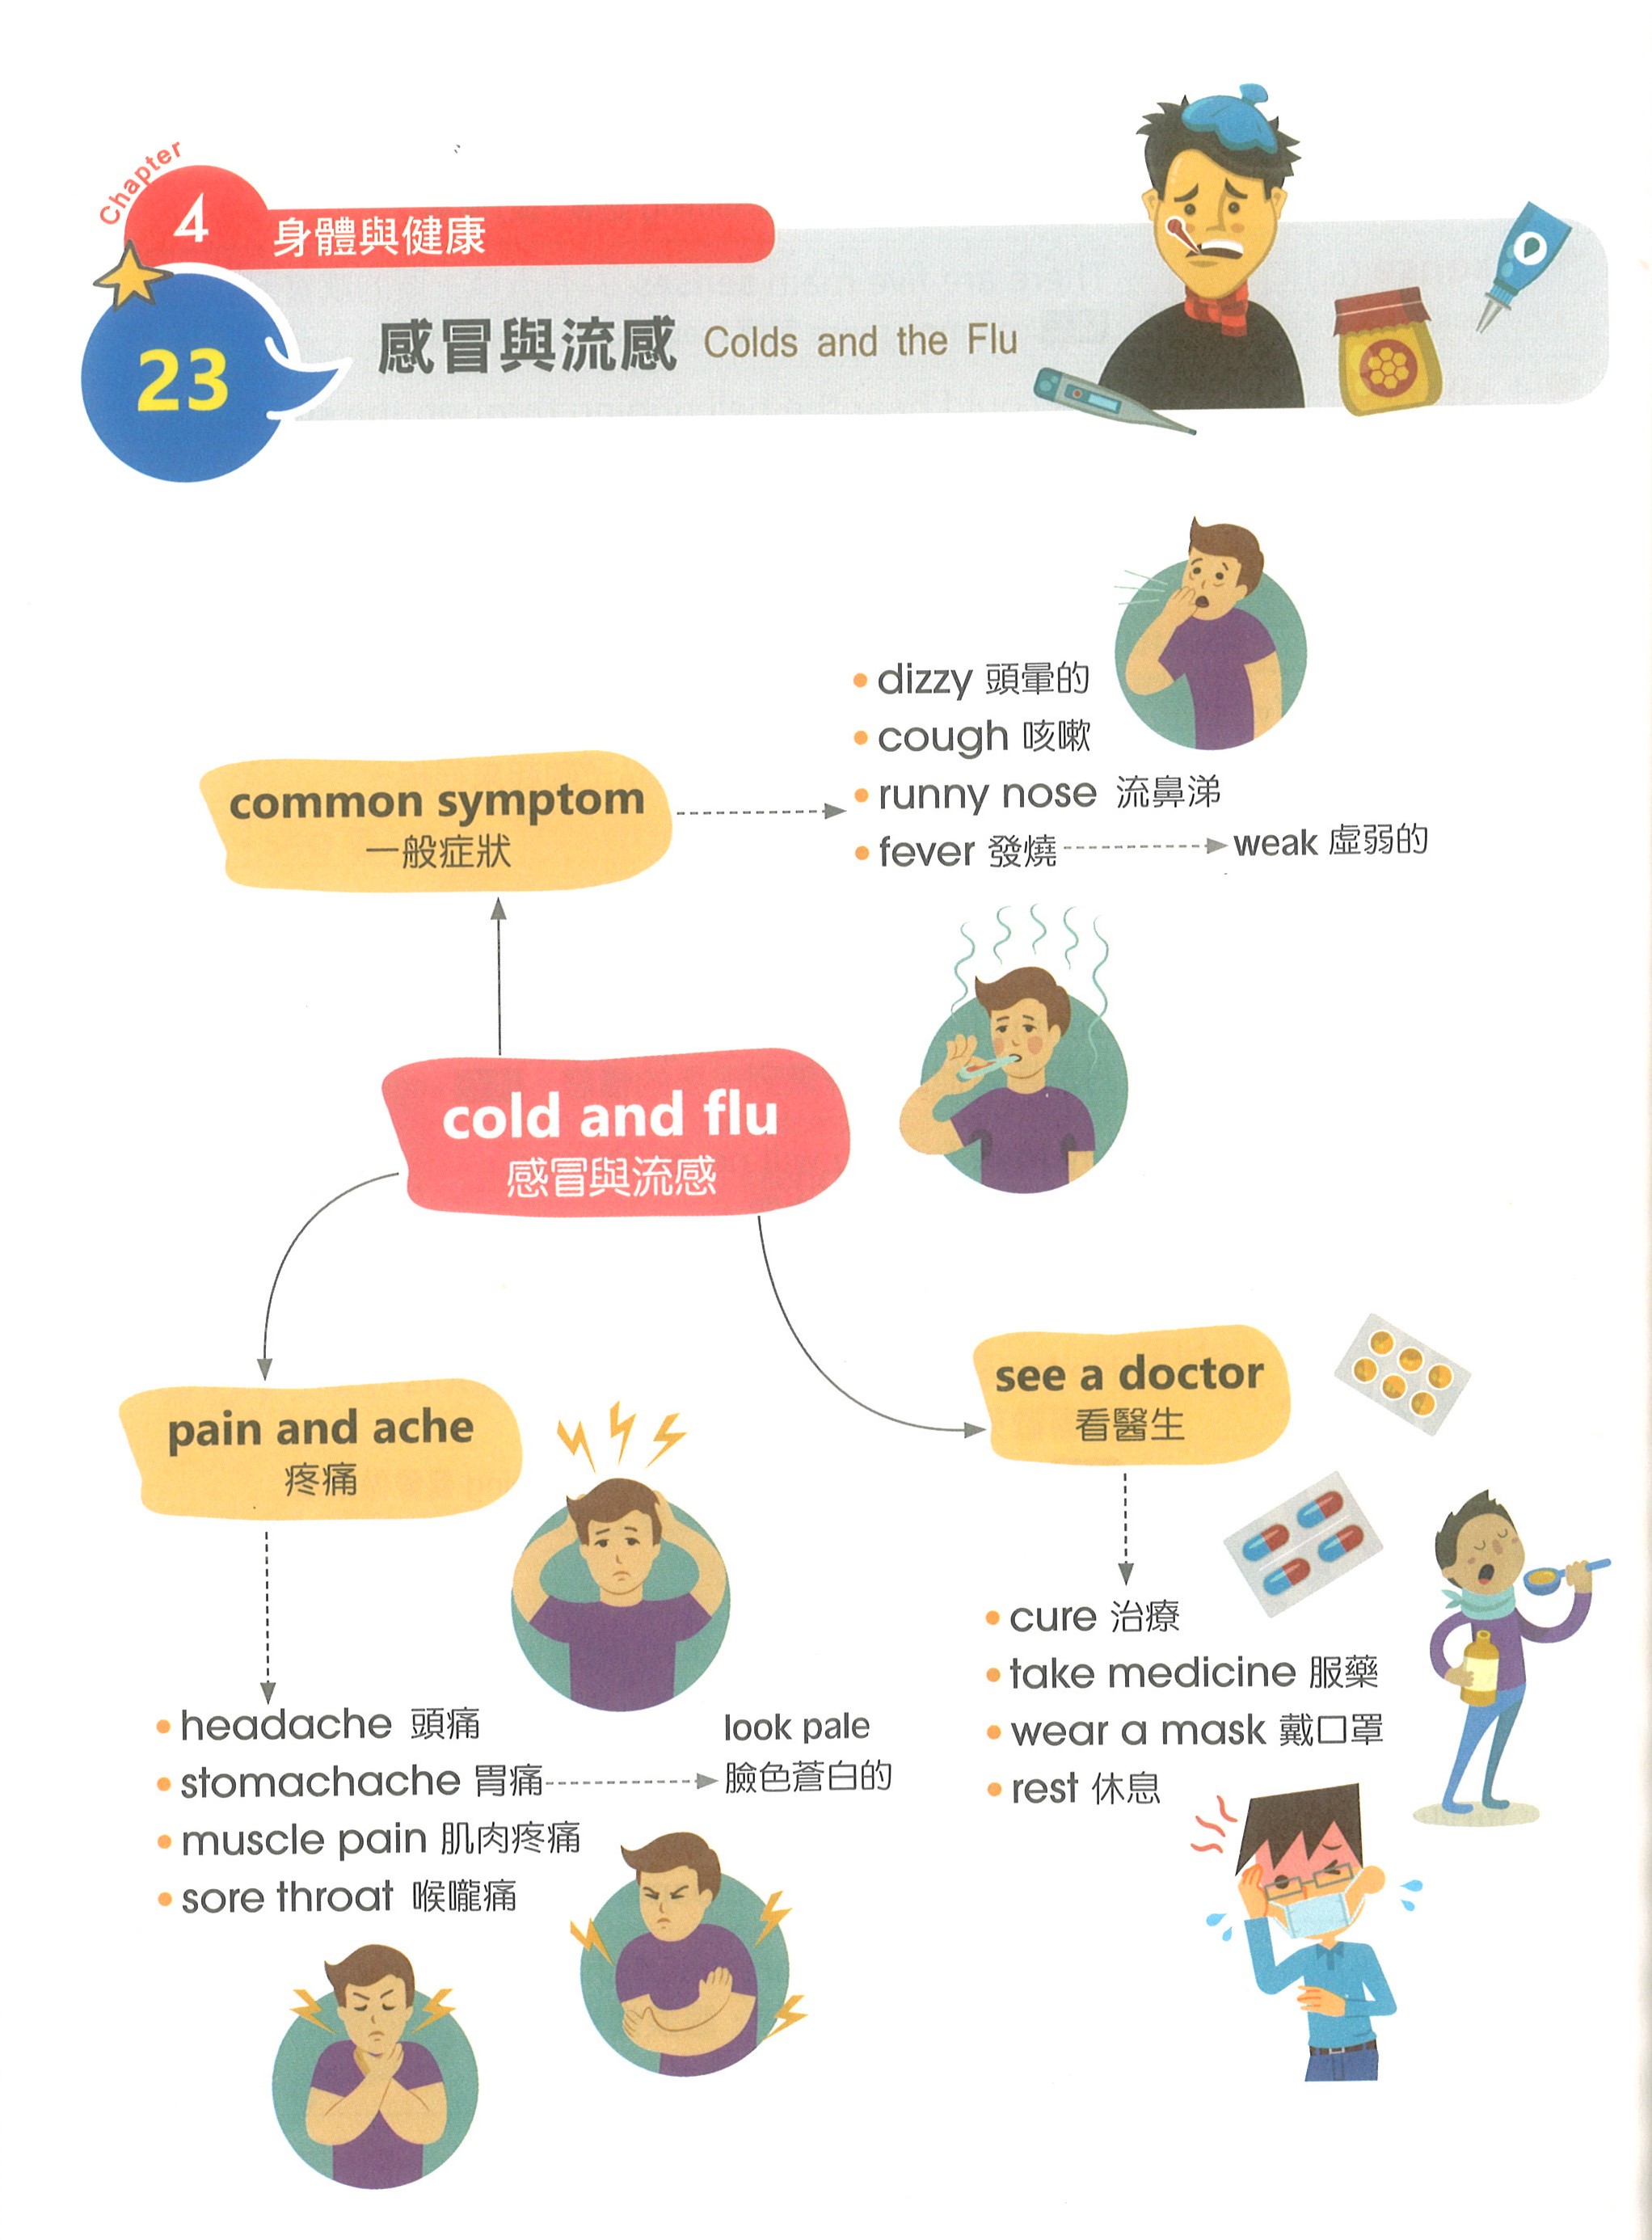 Chapter
4
身體與健康
23
感冒與流感 Colds and the Flu
dizzy 頭暈的
cough 咳嗽
runny nose 流鼻涕
fever 發燒
weak 虛弱的
common symptom
一般症狀
cold and flu
感冒與流感
pain and ache
疼痛
headache 頭痛
stomachache 胃痛
look pale
臉色蒼白的
muscle pain 肌肉疼痛
sore throat 喉嚨痛
see a doctor
看醫生
cure 治療
take medicine 服藥
wear a mask 戴口罩
rest 休息